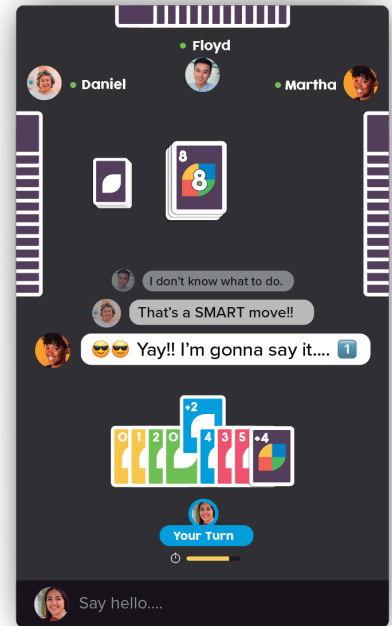 Floyd
Daniel
Martha
8
8
I don't know what to do.
That's a SMART move!!
😎😎 Yay!! I'm gonna say it.... 1️⃣
+2
0 1 2 0 4 3 5 +4
Your Turn
Say hello....